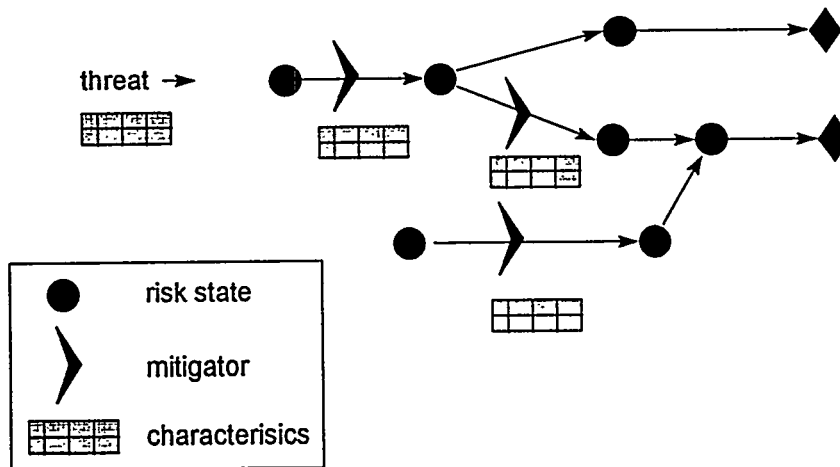 threat
risk state
mitigator
characterisics